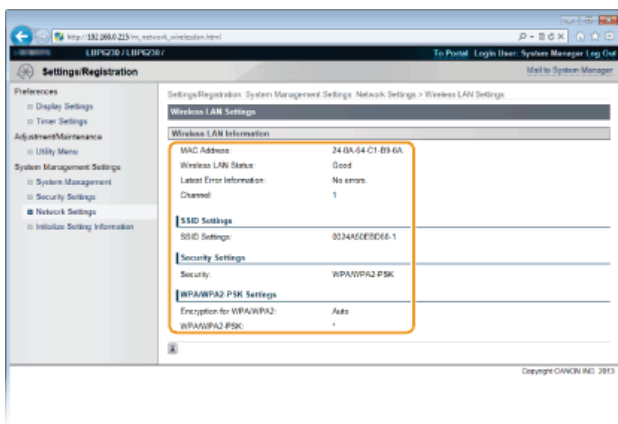 http://192.168.0.215/m_network_wirelesslan.html
LBP6230 / LBP6230 /
To Portal Login User: System Manager Log Out
Settings/Registration
Mail to System Manager
Preferences
Display Settings
Timer Settings
Adjustment/Maintenance
Utility Menu
System Management Settings
System Management
Security Settings
Network Settings
Initialize Setting Information
Settings/Registration: System Management Settings: Network Settings > Wireless LAN Settings
Wireless LAN Settings
Wireless LAN Information
MAC Address: 24-0A-64-C1-B9-6A
Wireless LAN Status: Good
Latest Error Information: No errors.
Channel: 1
SSID Settings
SSID Settings:
Security Settings
Security: WPA/WPA2-PSK
WPA/WPA2-PSK Settings
Encryption for WPA/WPA2: Auto
WPA/WPA2-PSK: *
Copyright CANON INC. 2013